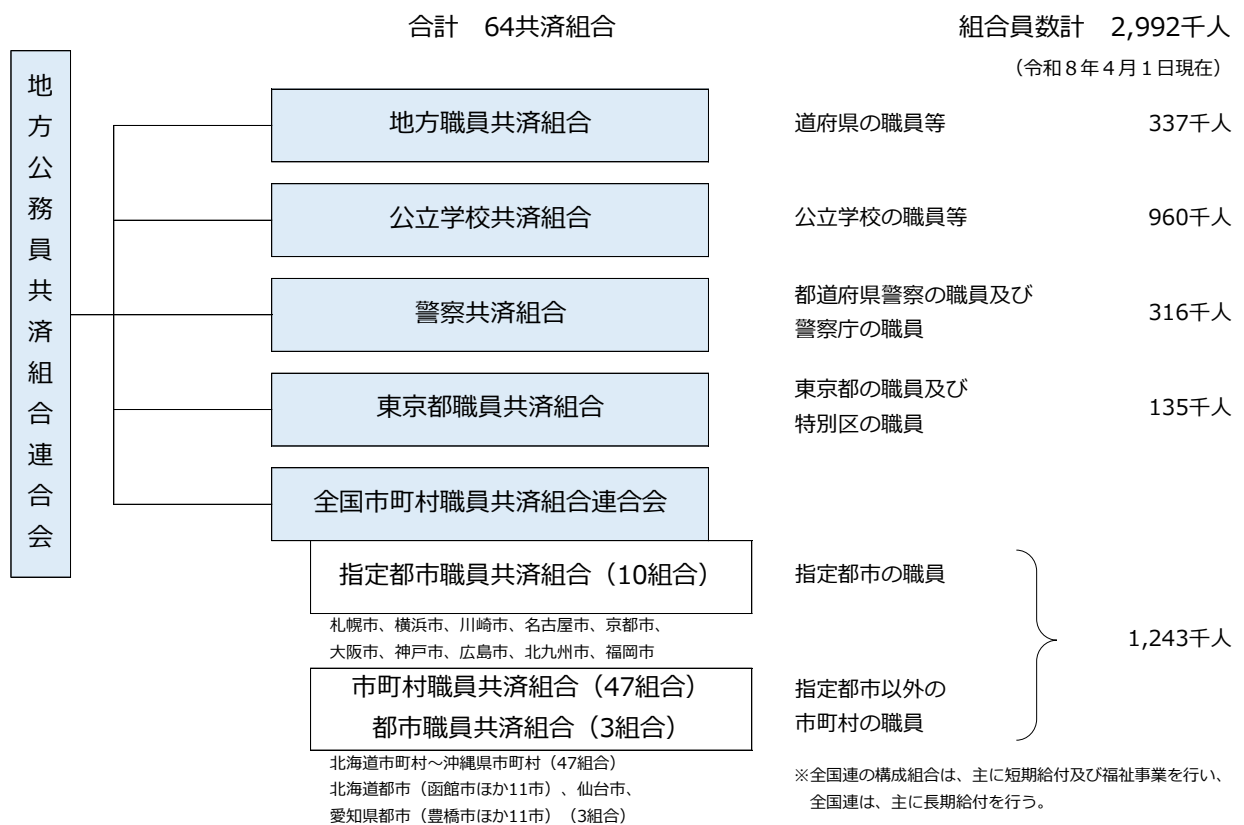 合計　64共済組合
組合員数計　2,992千人
（令和８年４月１日現在）
地方公務員共済組合連合会
地方職員共済組合
道府県の職員等
337千人
公立学校共済組合
公立学校の職員等
960千人
警察共済組合
都道府県警察の職員及び
警察庁の職員
316千人
東京都職員共済組合
東京都の職員及び
特別区の職員
135千人
全国市町村職員共済組合連合会
指定都市職員共済組合（10組合）
指定都市の職員
札幌市、横浜市、川崎市、名古屋市、京都市、
大阪市、神戸市、広島市、北九州市、福岡市
1,243千人
市町村職員共済組合（47組合）
都市職員共済組合（3組合）
指定都市以外の
市町村の職員
北海道市町村～沖縄県市町村（47組合）
北海道都市（函館市ほか11市）、仙台市、
愛知県都市（豊橋市ほか11市）（3組合）
※全国連の構成組合は、主に短期給付及び福祉事業を行い、
全国連は、主に長期給付を行う。